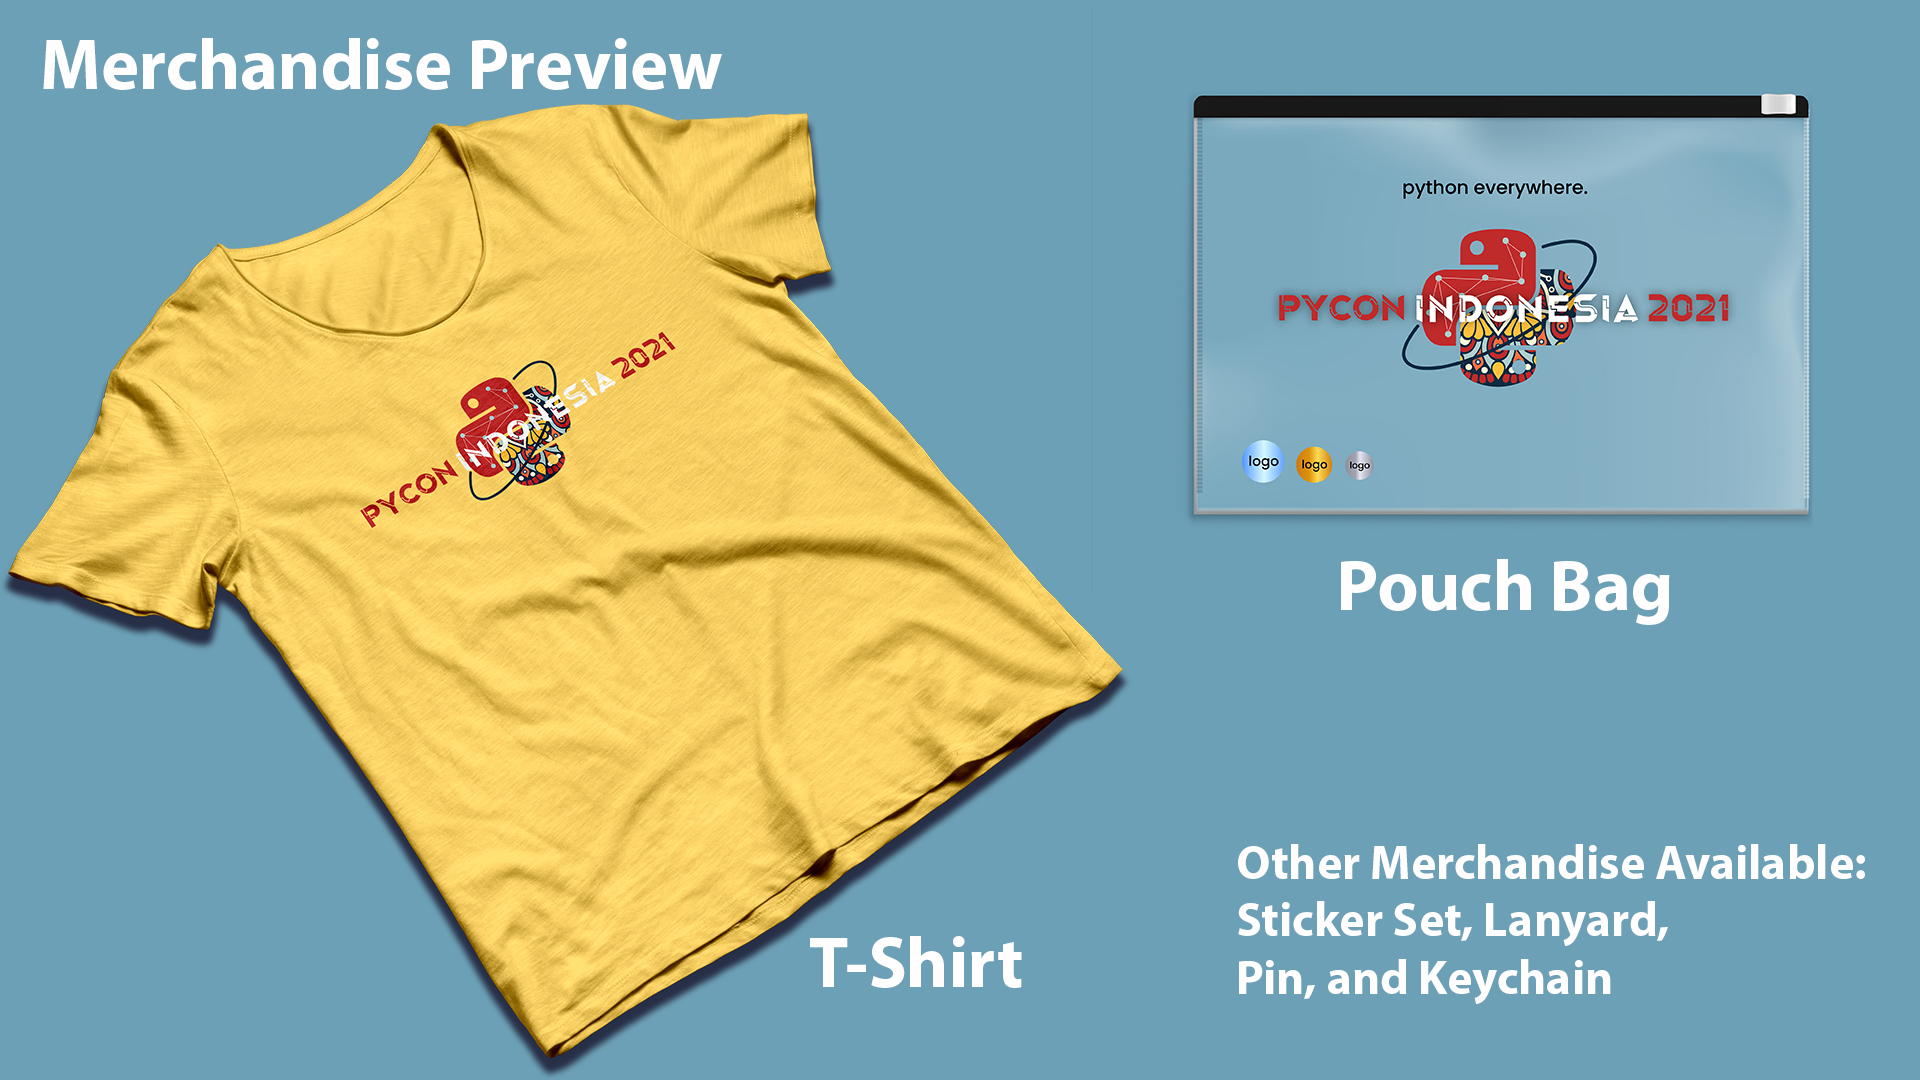 Merchandise Preview
PYCON INDONESIA 2021
T-Shirt
python everywhere.
PYCON INDONESIA 2021
logo logo logo
Pouch Bag
Other Merchandise Available:
Sticker Set, Lanyard,
Pin, and Keychain